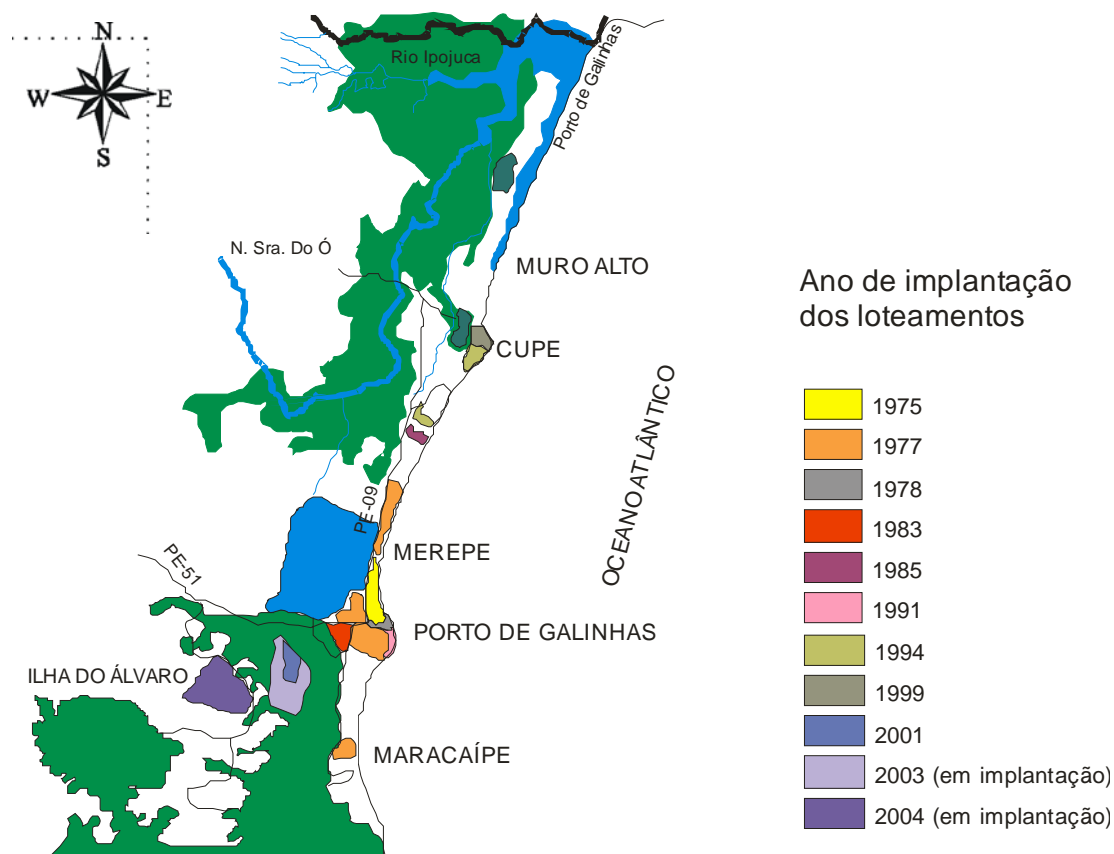 N
W
E
S
Rio Ipojuca
Porto de Galinhas
N. Sra. Do Ó
MURO ALTO
CUPE
OCEANO ATLÂNTICO
PE-09
MEREPE
PE-51
PORTO DE GALINHAS
ILHA DO ÁLVARO
MARACAÍPE
Ano de implantação
dos loteamentos
1975
1977
1978
1983
1985
1991
1994
1999
2001
2003 (em implantação)
2004 (em implantação)